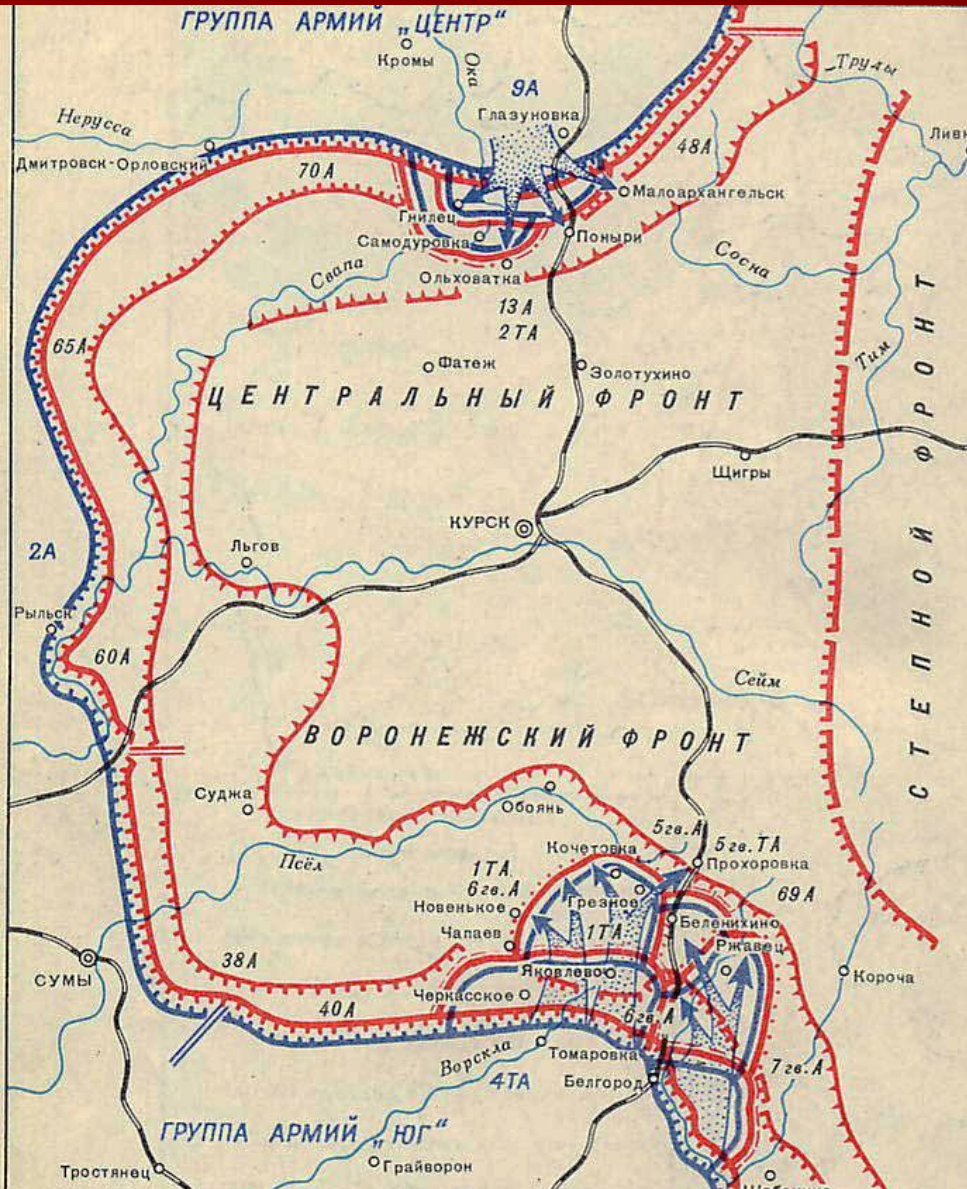 ГРУППА АРМИЙ „ЦЕНТР“
Кромы
Ока
Труды
9А
Глазуновка
Нерусса
Дмитровск-Орловский
70А
48А
Малоархангельск
Гнилец
Самодуровка
Поныри
Ольховатка
Свапа
Сосна
13А
2ТА
65А
Фатеж
Золотухино
Тим
ЦЕНТРАЛЬНЫЙ ФРОНТ
СТЕПНОЙ ФРОНТ
Щигры
КУРСК
2А
Льгов
Рыльск
60А
Сейм
ВОРОНЕЖСКИЙ ФРОНТ
Суджа
Обоянь
Псёл
5гв.А
5гв.ТА
Кочетовка
Прохоровка
1ТА
6гв.А
Грезное
69А
Новенькое
Беленихино
Чапаев
1ТА
Ржавец
38А
Яковлево
СУМЫ
Короча
Черкасское
40А
6гв.А
Ворскла
Томаровка
7гв.А
4ТА
Белгород
ГРУППА АРМИЙ „ЮГ“
Тростянец
Грайворон